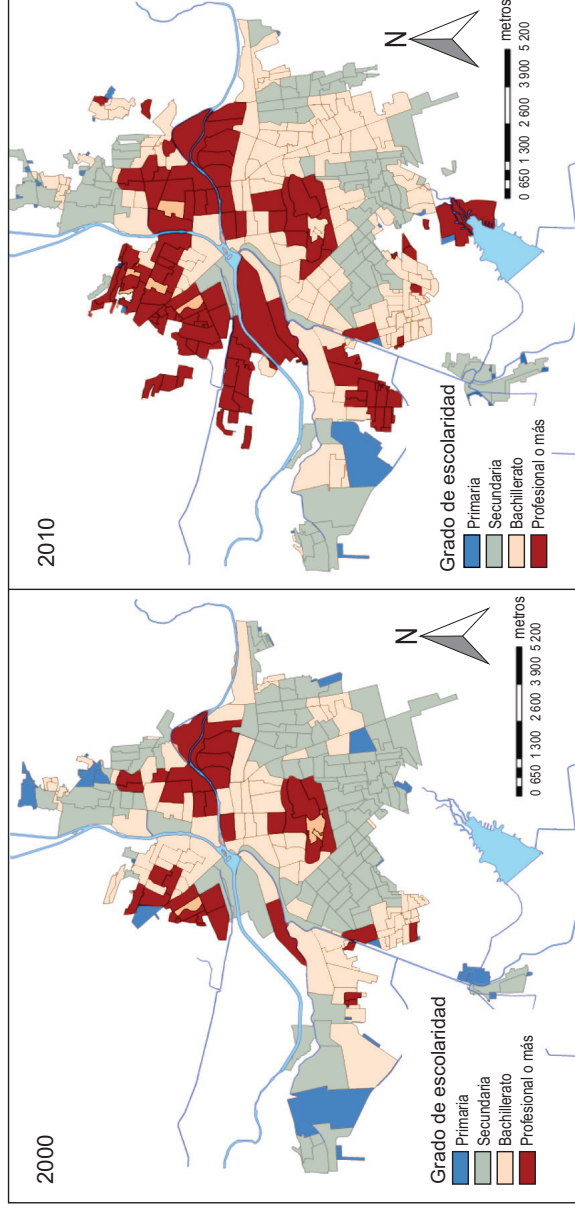 2000
N
Grado de escolaridad
Primaria
Secundaria
Bachillerato
Profesional o más
metros
0 650 1 300 2 600 3 900 5 200
2010
N
Grado de escolaridad
Primaria
Secundaria
Bachillerato
Profesional o más
metros
0 650 1 300 2 600 3 900 5 200